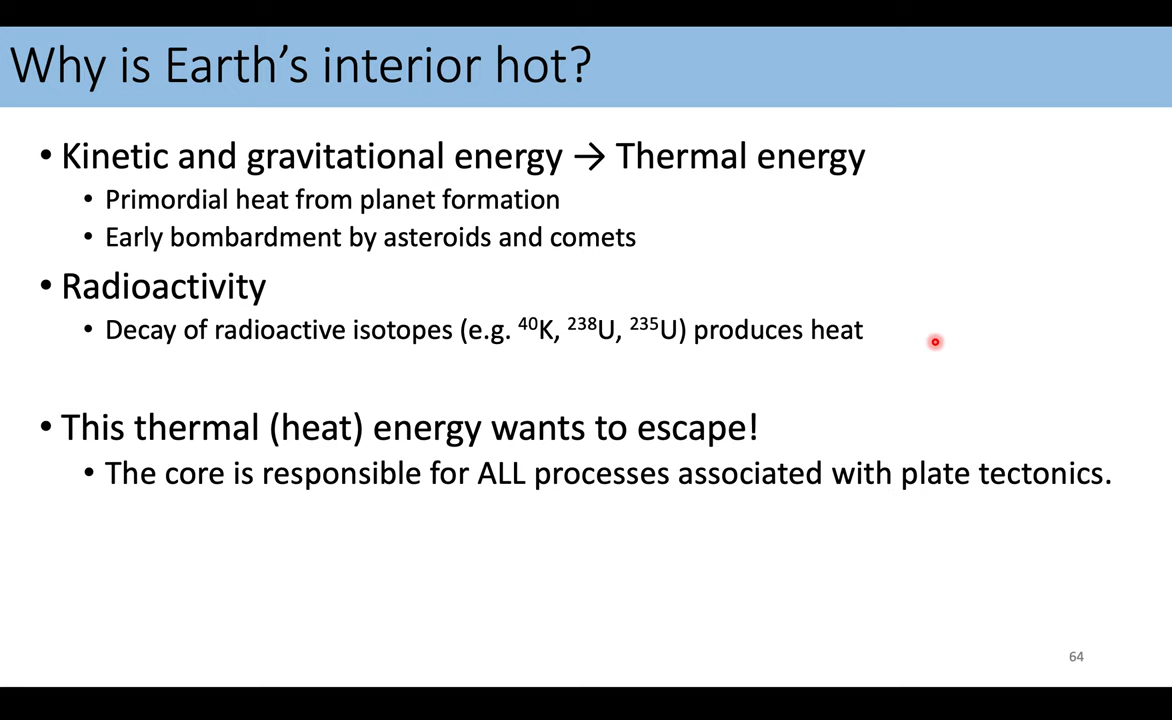 Why is Earth’s interior hot?
• Kinetic and gravitational energy → Thermal energy
• Primordial heat from planet formation
• Early bombardment by asteroids and comets
• Radioactivity
• Decay of radioactive isotopes (e.g. ⁴⁰K, ²³⁸U, ²³⁵U) produces heat
• This thermal (heat) energy wants to escape!
• The core is responsible for ALL processes associated with plate tectonics.
64